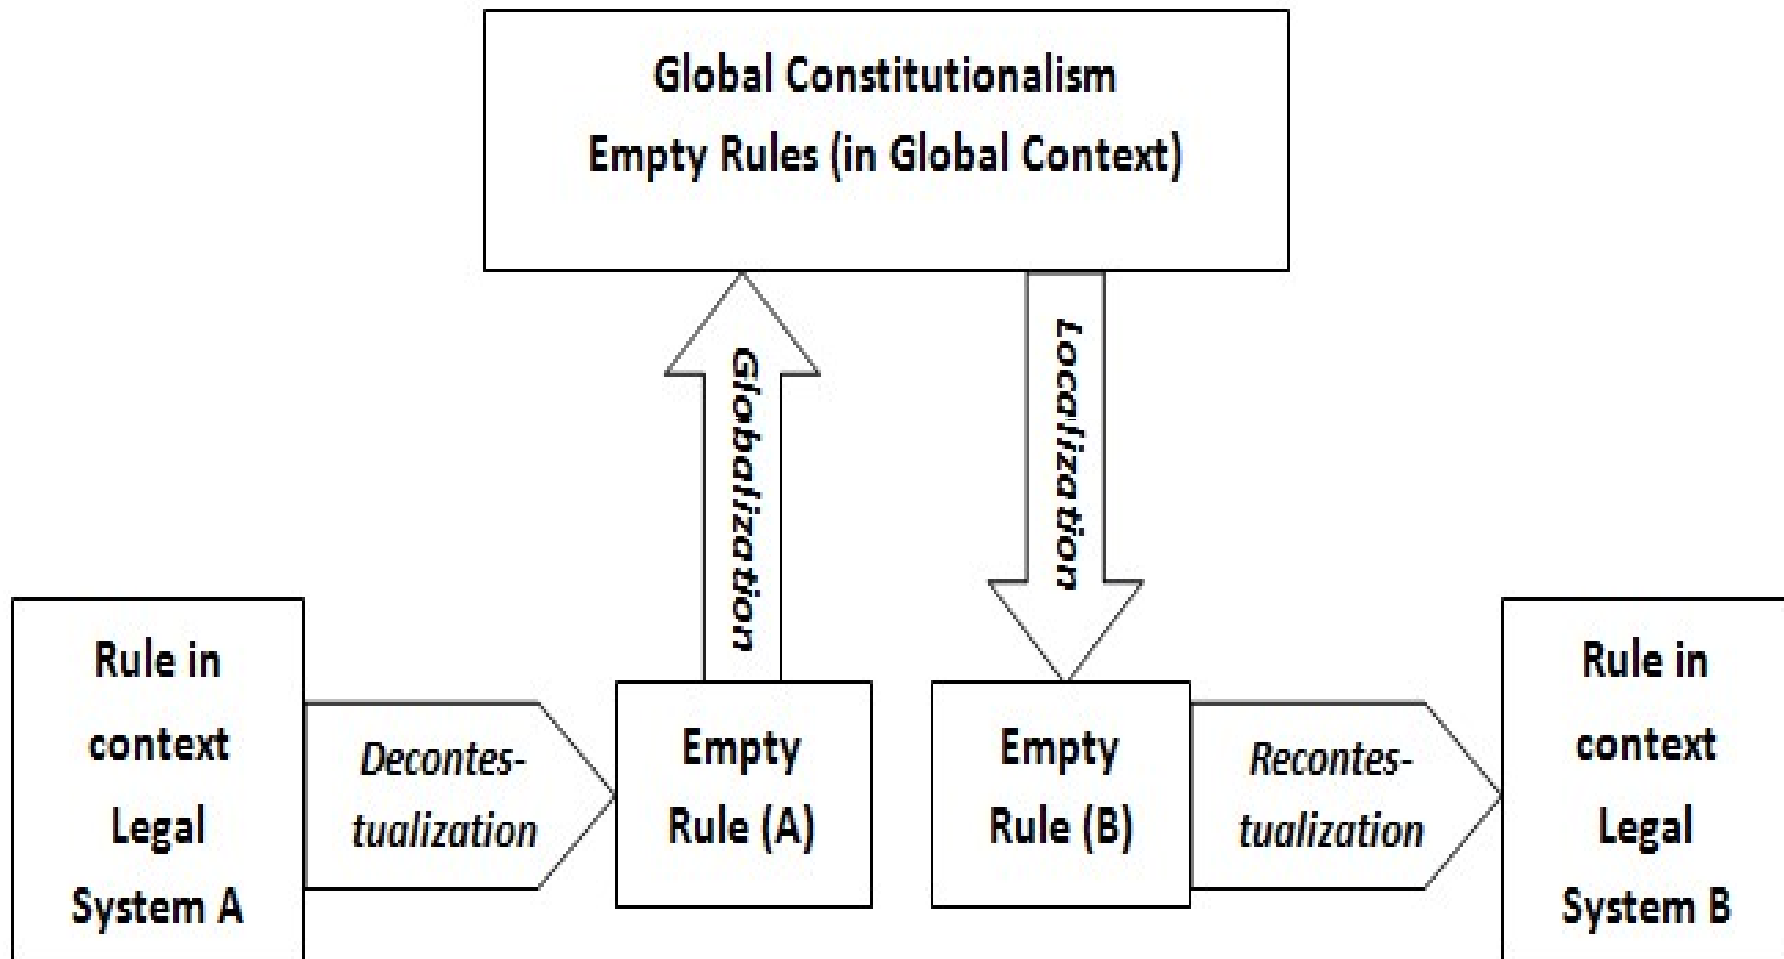 Global Constitutionalism
Empty Rules (in Global Context)
Globalization
Localization
Rule in
context
Legal
System A
Decontes-
tualization
Empty
Rule (A)
Empty
Rule (B)
Recontes-
tualization
Rule in
context
Legal
System B